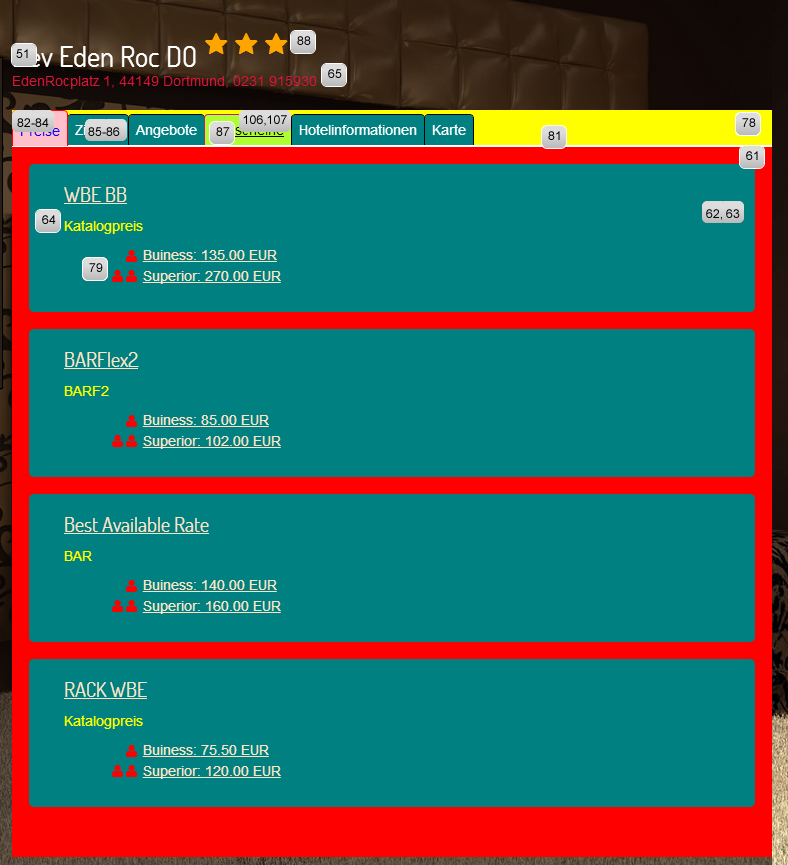 88
51
ev Eden Roc DO
65
EdenRocplatz 1, 44149 Dortmund, 0231 915930
82-84
85-86
87
106,107
81
78
Preise
Angebote
Hotelinformationen
Karte
61
WBE BB
64
62, 63
Katalogpreis
79
Buiness: 135.00 EUR
Superior: 270.00 EUR
BARFlex2
BARF2
Buiness: 85.00 EUR
Superior: 102.00 EUR
Best Available Rate
BAR
Buiness: 140.00 EUR
Superior: 160.00 EUR
RACK WBE
Katalogpreis
Buiness: 75.50 EUR
Superior: 120.00 EUR